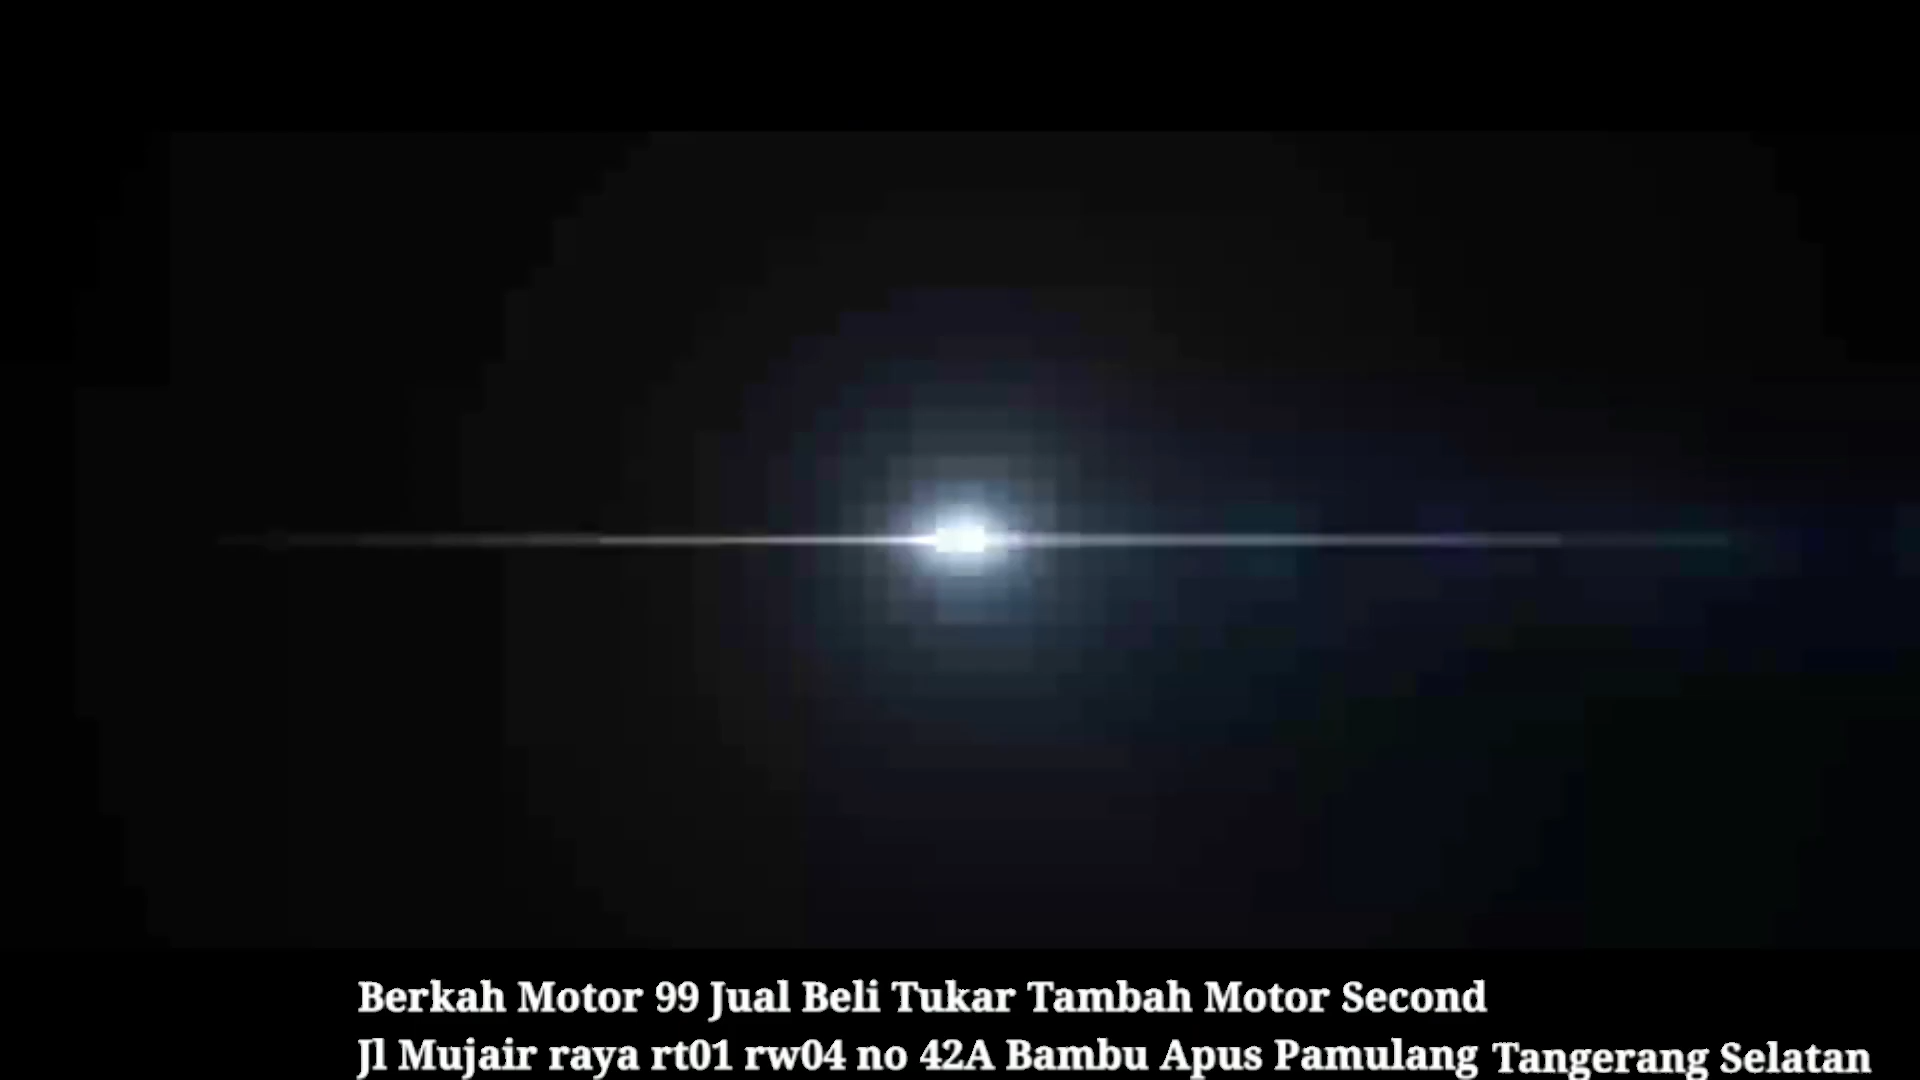 Berkah Motor 99 Jual Beli Tukar Tambah Motor Second
Jl Mujair raya rt01 rw04 no 42A Bambu Apus Pamulang Tangerang Selatan